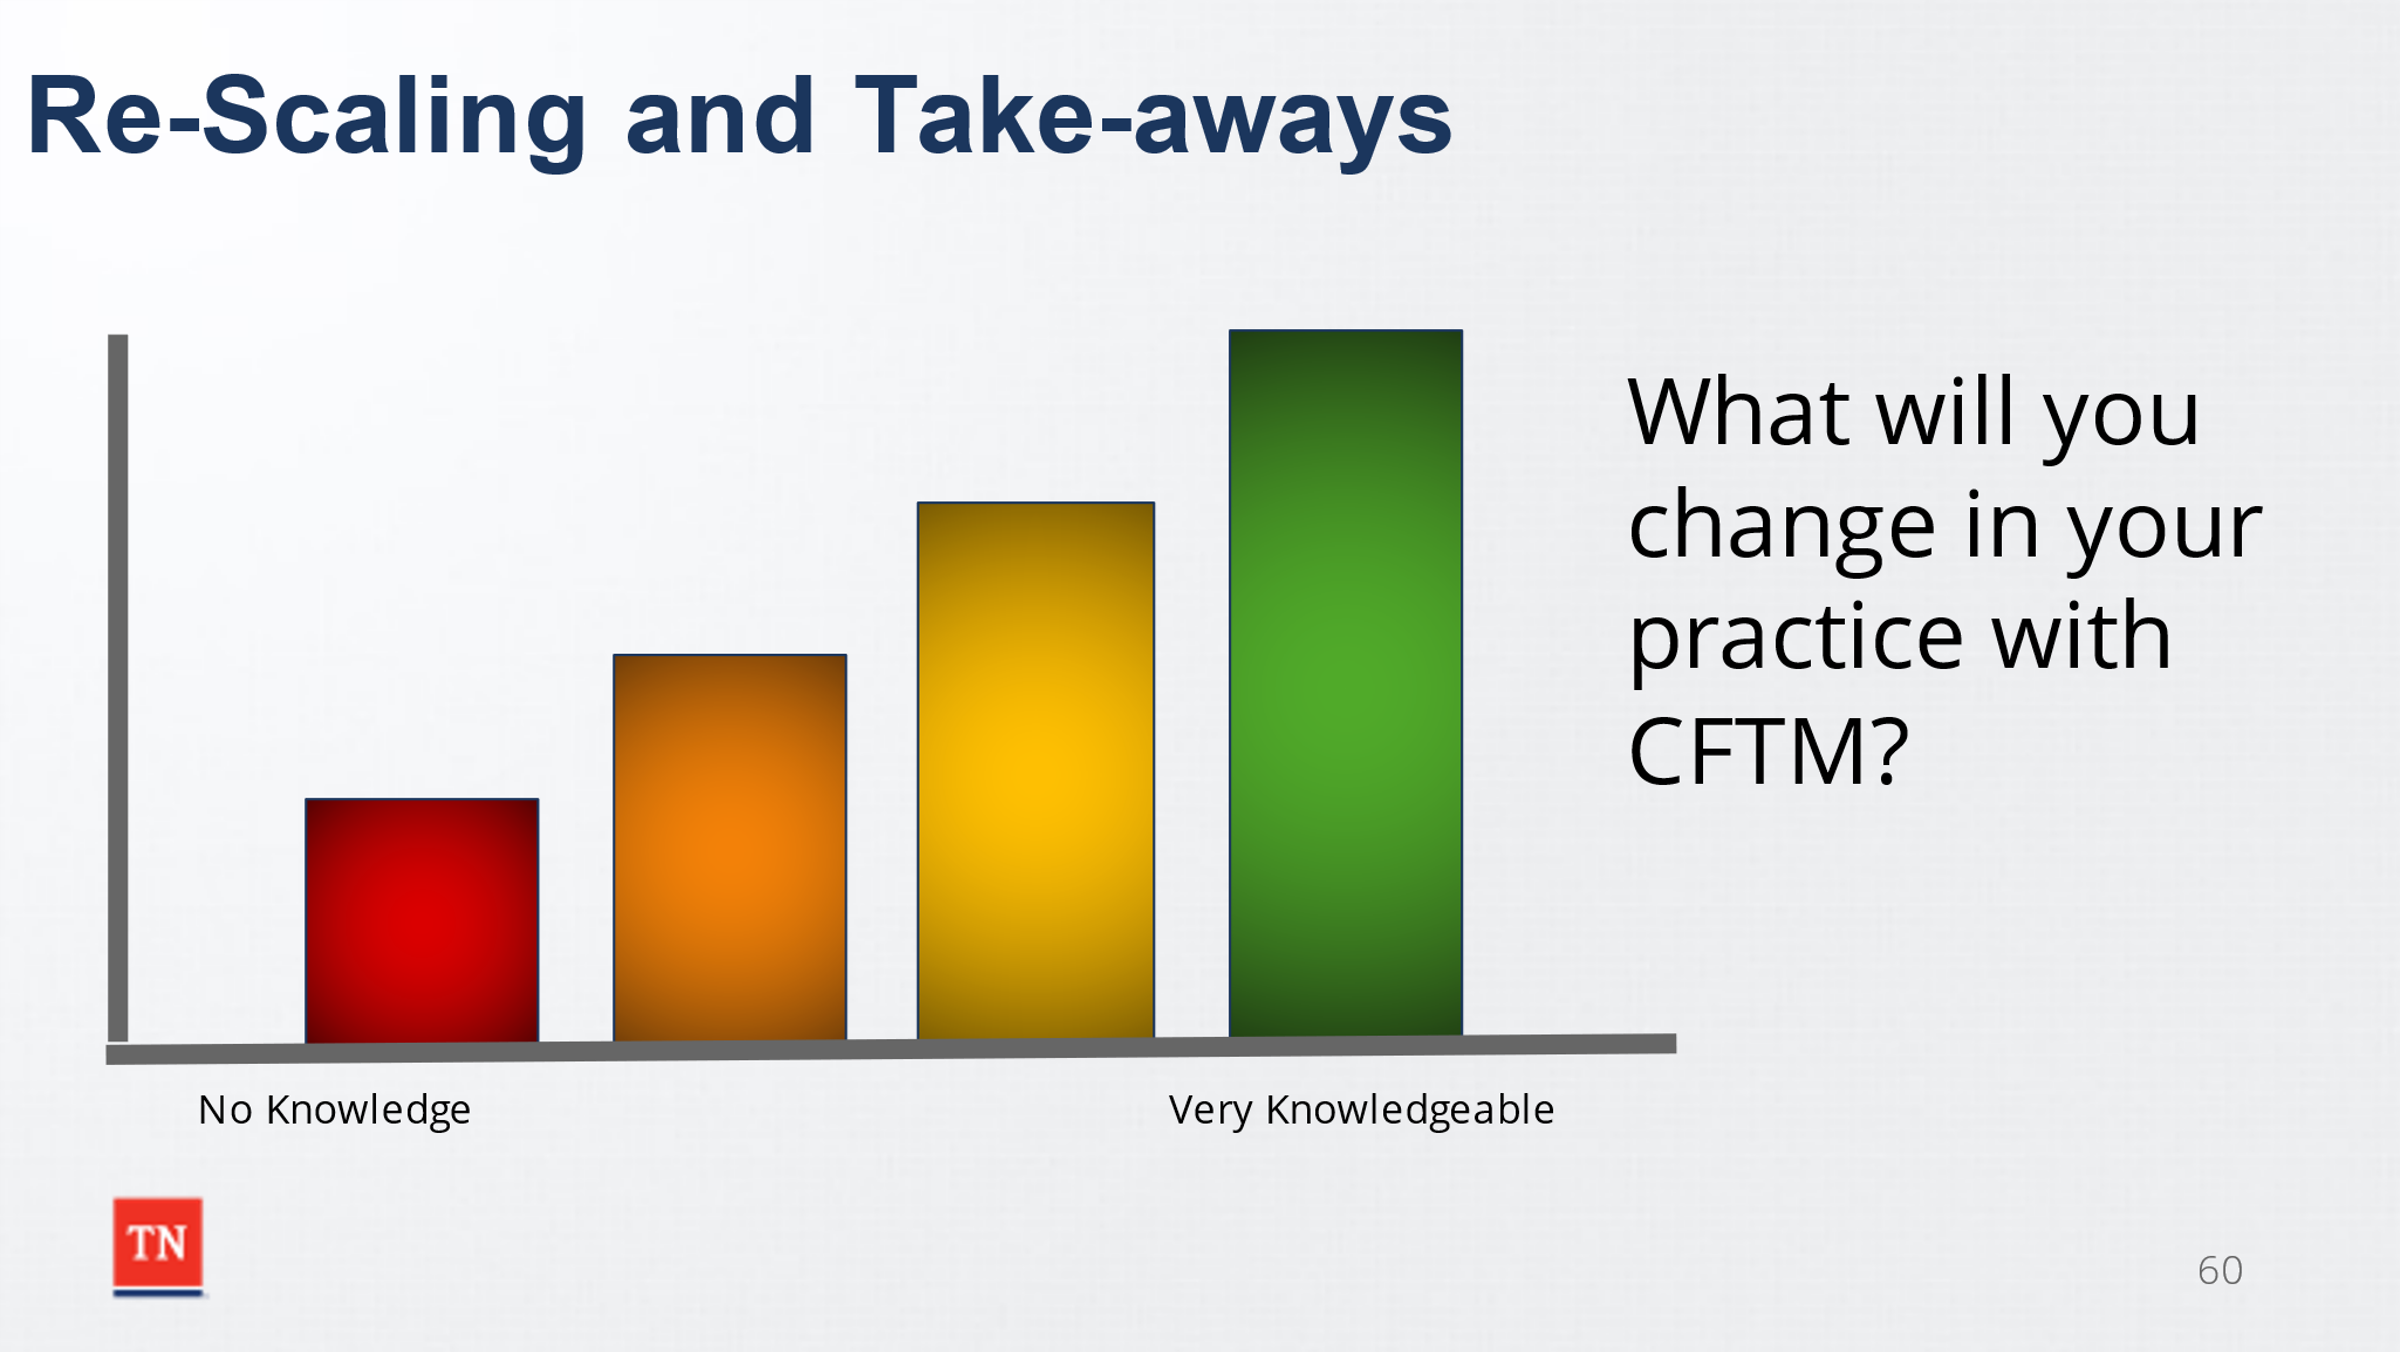 Re-Scaling and Take-aways
What will you
change in your
practice with
CFTM?
No Knowledge
Very Knowledgeable
TN
60